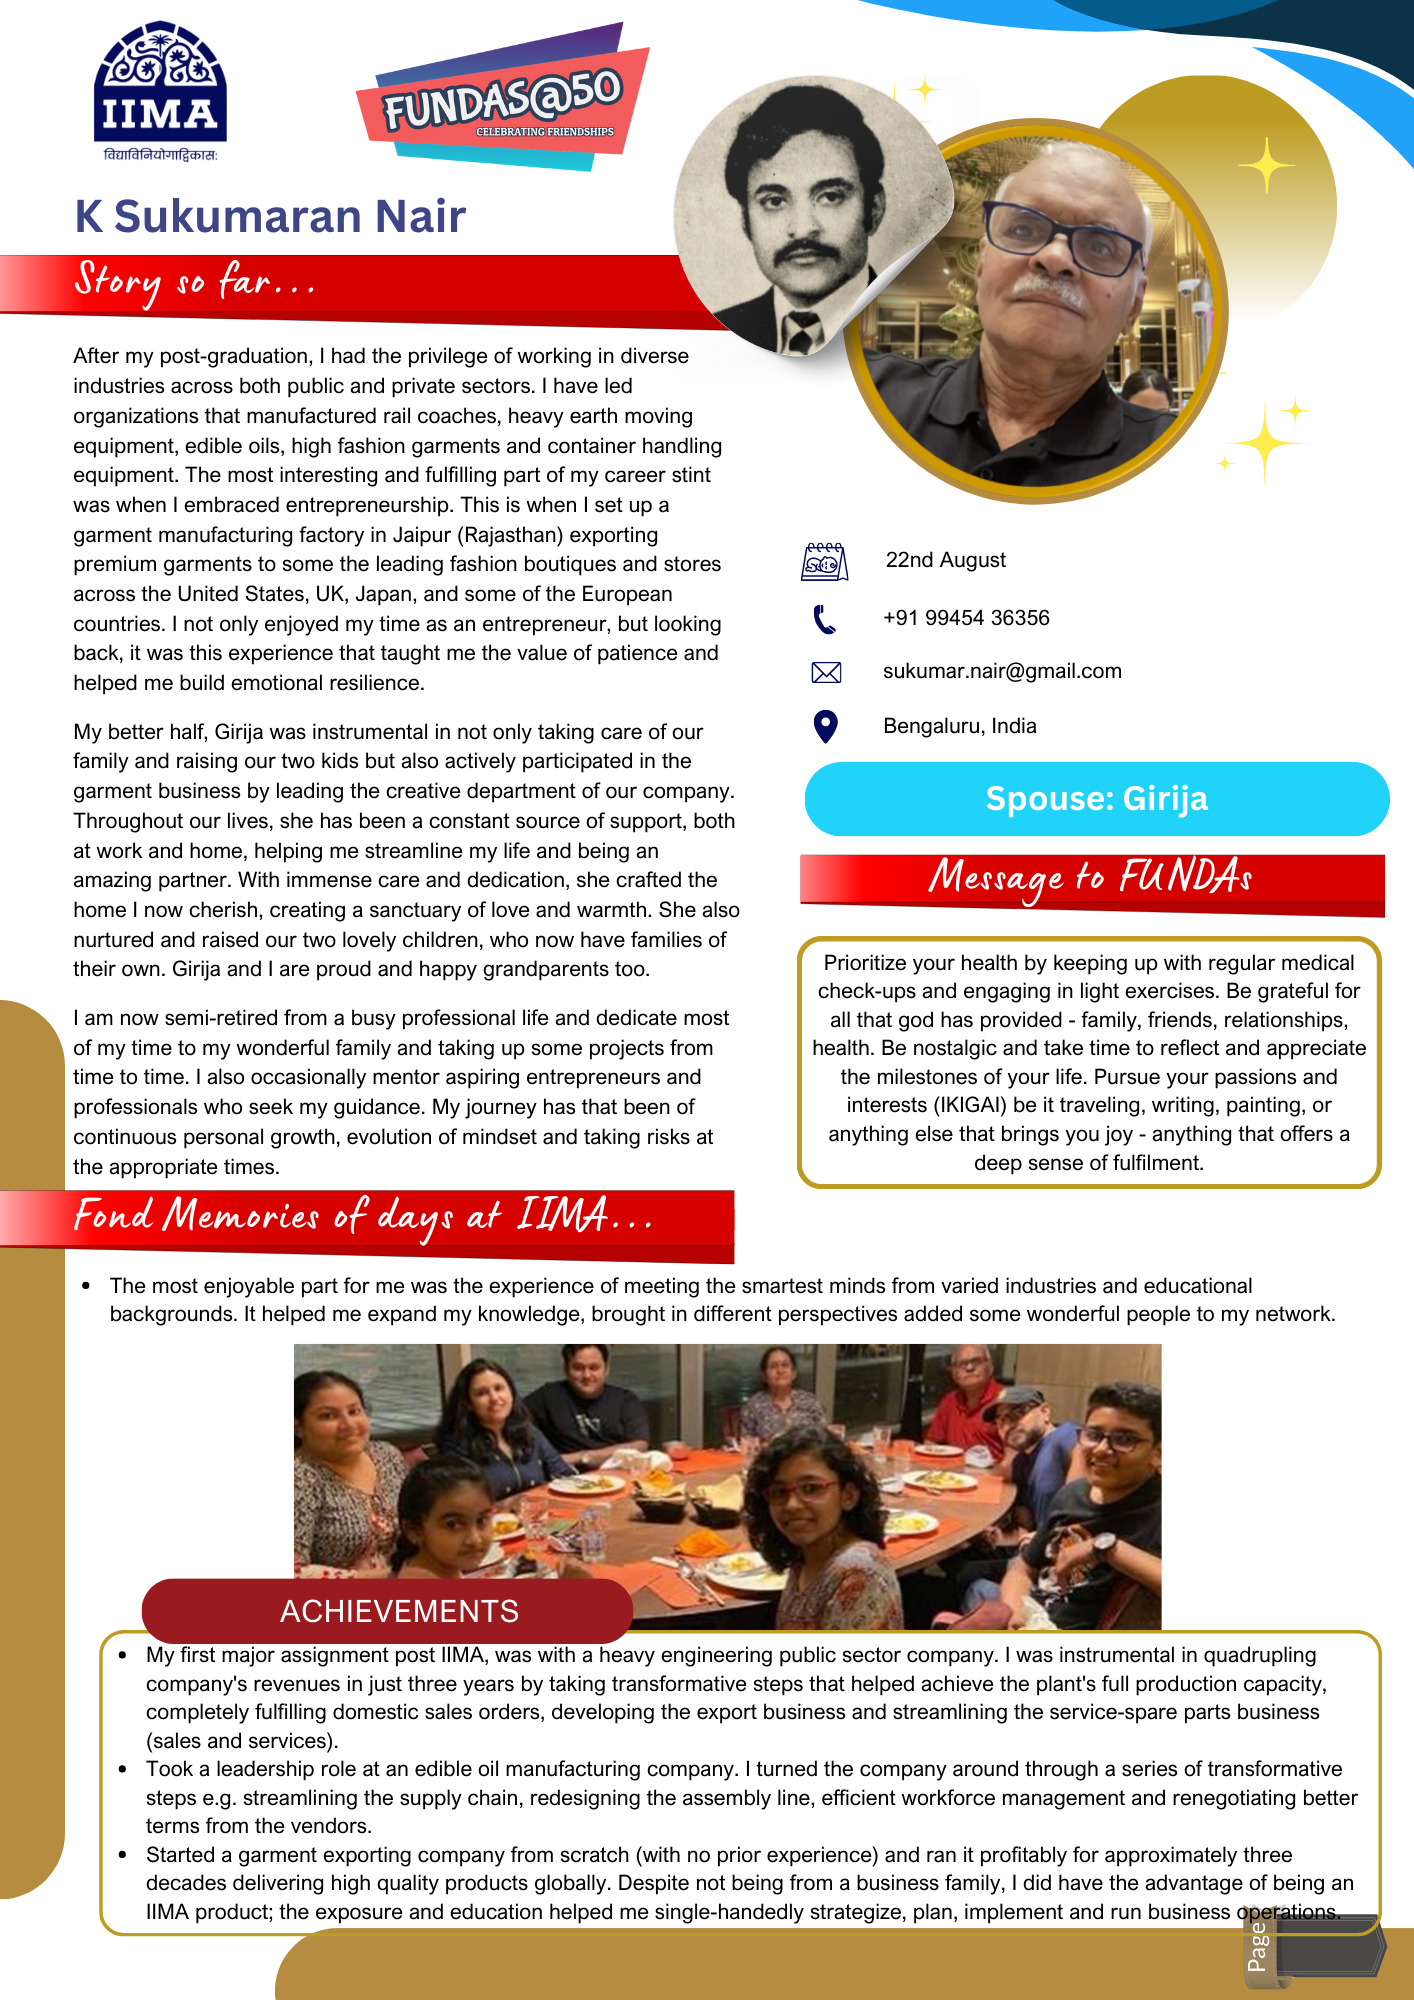 IIMA
विद्याविनियोगाद्विकास:
FUNDAS@50
CELEBRATING FRIENDSHIPS
K Sukumaran Nair
Story so far...
After my post-graduation, I had the privilege of working in diverse
industries across both public and private sectors. I have led
organizations that manufactured rail coaches, heavy earth moving
equipment, edible oils, high fashion garments and container handling
equipment. The most interesting and fulfilling part of my career stint
was when I embraced entrepreneurship. This is when I set up a
garment manufacturing factory in Jaipur (Rajasthan) exporting
premium garments to some the leading fashion boutiques and stores
across the United States, UK, Japan, and some of the European
countries. I not only enjoyed my time as an entrepreneur, but looking
back, it was this experience that taught me the value of patience and
helped me build emotional resilience.
My better half, Girija was instrumental in not only taking care of our
family and raising our two kids but also actively participated in the
garment business by leading the creative department of our company.
Throughout our lives, she has been a constant source of support, both
at work and home, helping me streamline my life and being an
amazing partner. With immense care and dedication, she crafted the
home I now cherish, creating a sanctuary of love and warmth. She also
nurtured and raised our two lovely children, who now have families of
their own. Girija and I are proud and happy grandparents too.
I am now semi-retired from a busy professional life and dedicate most
of my time to my wonderful family and taking up some projects from
time to time. I also occasionally mentor aspiring entrepreneurs and
professionals who seek my guidance. My journey has that been of
continuous personal growth, evolution of mindset and taking risks at
the appropriate times.
22nd August
+91 99454 36356
sukumar.nair@gmail.com
Bengaluru, India
Spouse: Girija
Message to FUNDAs
Prioritize your health by keeping up with regular medical
check-ups and engaging in light exercises. Be grateful for
all that god has provided - family, friends, relationships,
health. Be nostalgic and take time to reflect and appreciate
the milestones of your life. Pursue your passions and
interests (IKIGAI) be it traveling, writing, painting, or
anything else that brings you joy - anything that offers a
deep sense of fulfilment.
Fond Memories of days at IIMA...
• The most enjoyable part for me was the experience of meeting the smartest minds from varied industries and educational
backgrounds. It helped me expand my knowledge, brought in different perspectives added some wonderful people to my network.
ACHIEVEMENTS
• My first major assignment post IIMA, was with a heavy engineering public sector company. I was instrumental in quadrupling
company's revenues in just three years by taking transformative steps that helped achieve the plant's full production capacity,
completely fulfilling domestic sales orders, developing the export business and streamlining the service-spare parts business
(sales and services).
• Took a leadership role at an edible oil manufacturing company. I turned the company around through a series of transformative
steps e.g. streamlining the supply chain, redesigning the assembly line, efficient workforce management and renegotiating better
terms from the vendors.
• Started a garment exporting company from scratch (with no prior experience) and ran it profitably for approximately three
decades delivering high quality products globally. Despite not being from a business family, I did have the advantage of being an
IIMA product; the exposure and education helped me single-handedly strategize, plan, implement and run business operations.
Page